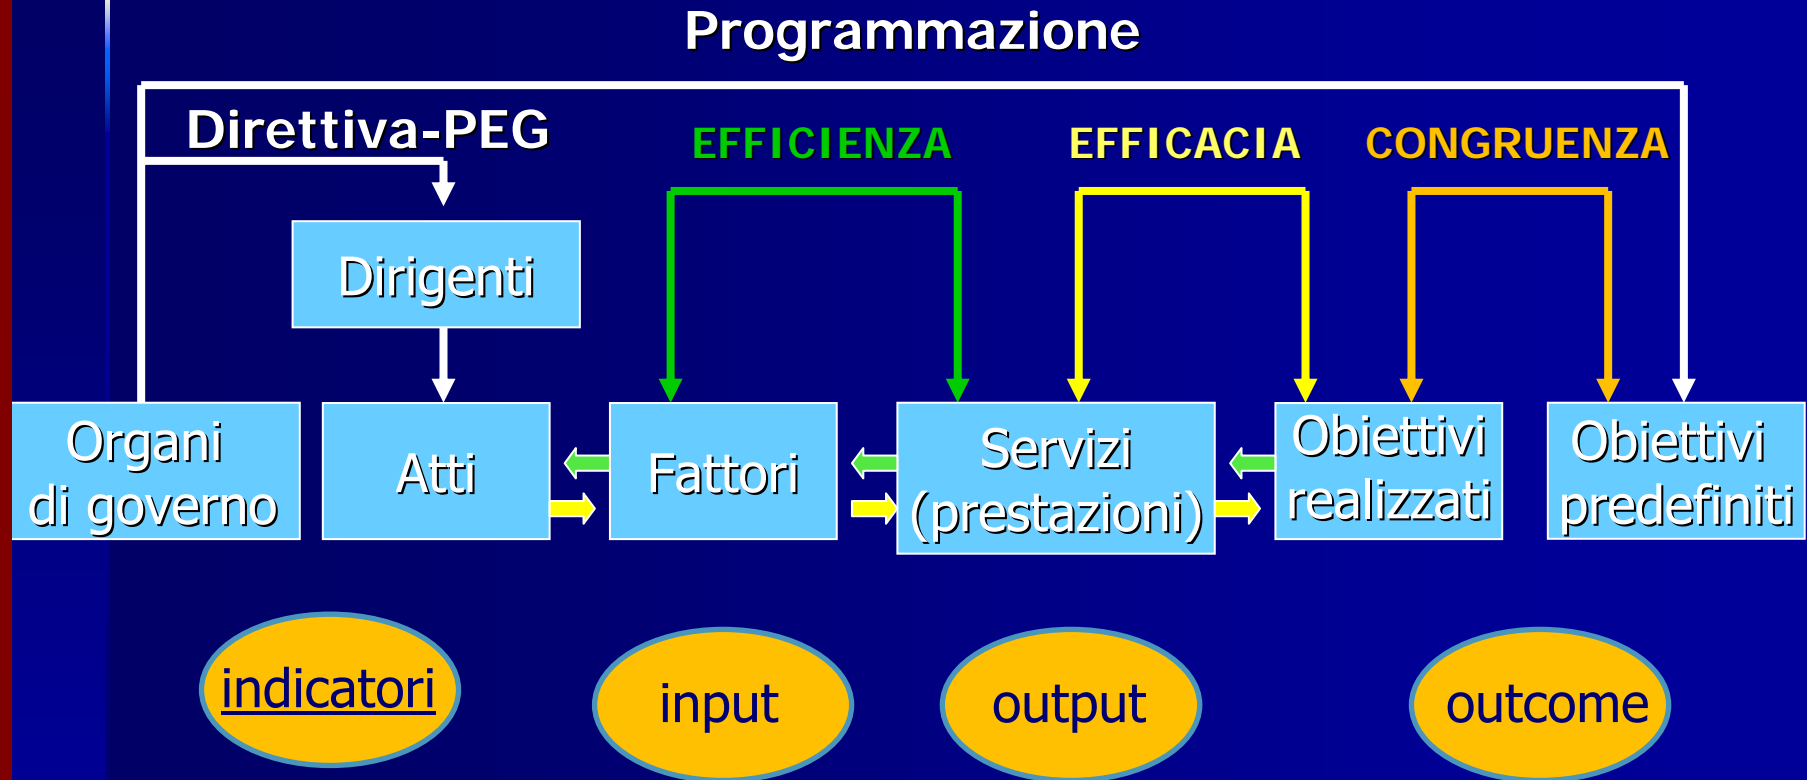 Programmazione
Direttiva-PEG
EFFICIENZA
EFFICACIA
CONGRUENZA
Dirigenti
Organi
di governo
Atti
Fattori
Servizi
(prestazioni)
Obiettivi
realizzati
Obiettivi
predefiniti
indicatori
input
output
outcome